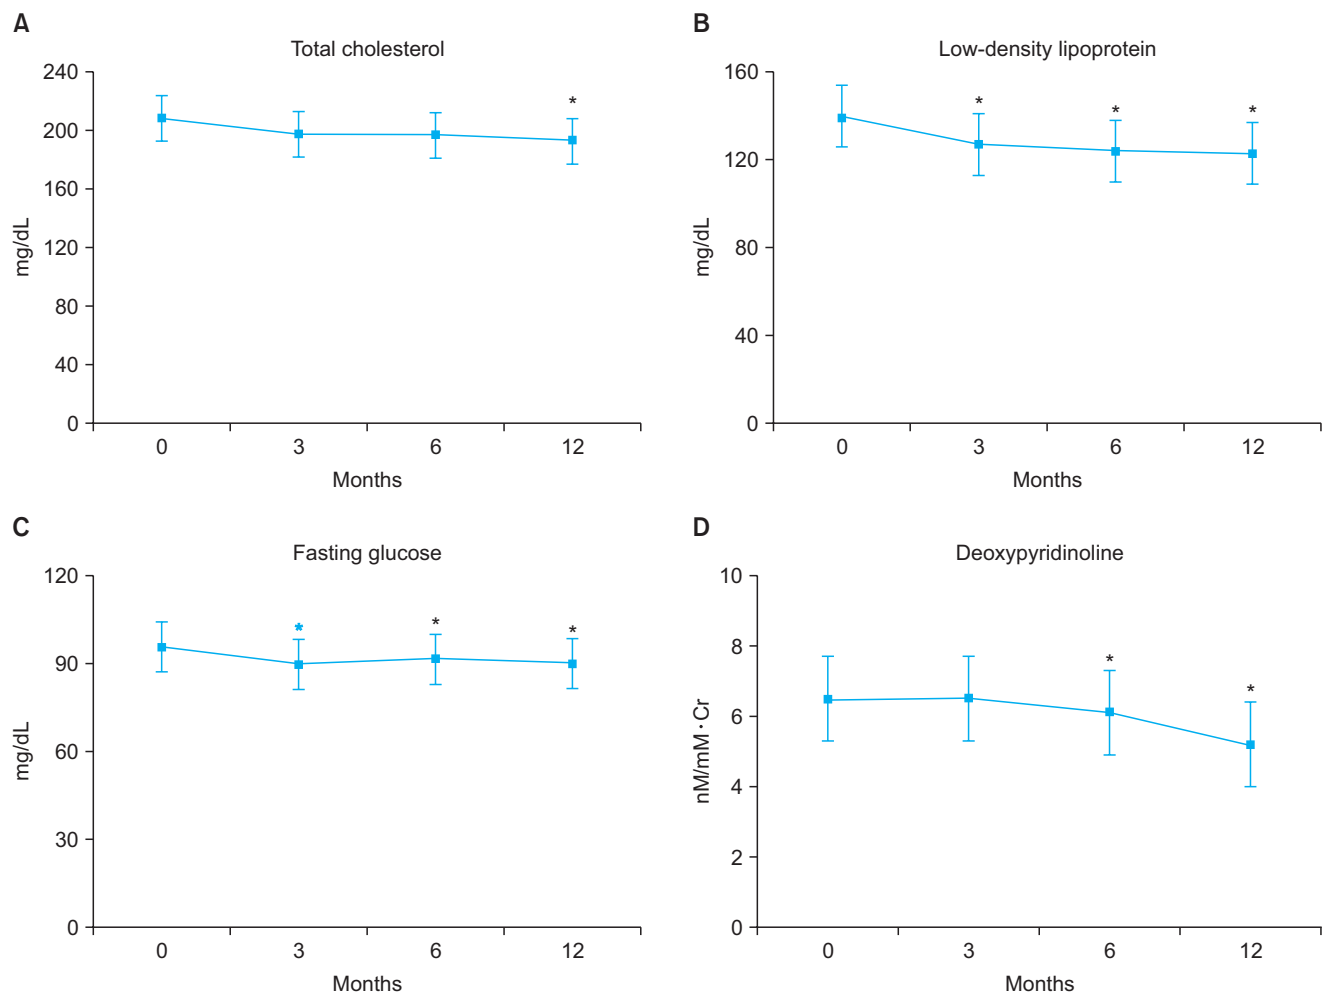 A
Total cholesterol
240
200
160
120
80
40
0
mg/dL
*
0 3 6 12
Months
B
Low-density lipoprotein
160
120
80
40
0
mg/dL
* * *
0 3 6 12
Months
C
Fasting glucose
120
90
60
30
0
mg/dL
* * *
0 3 6 12
Months
D
Deoxypyridinoline
10
8
6
4
2
0
nM/mM·Cr
* *
0 3 6 12
Months